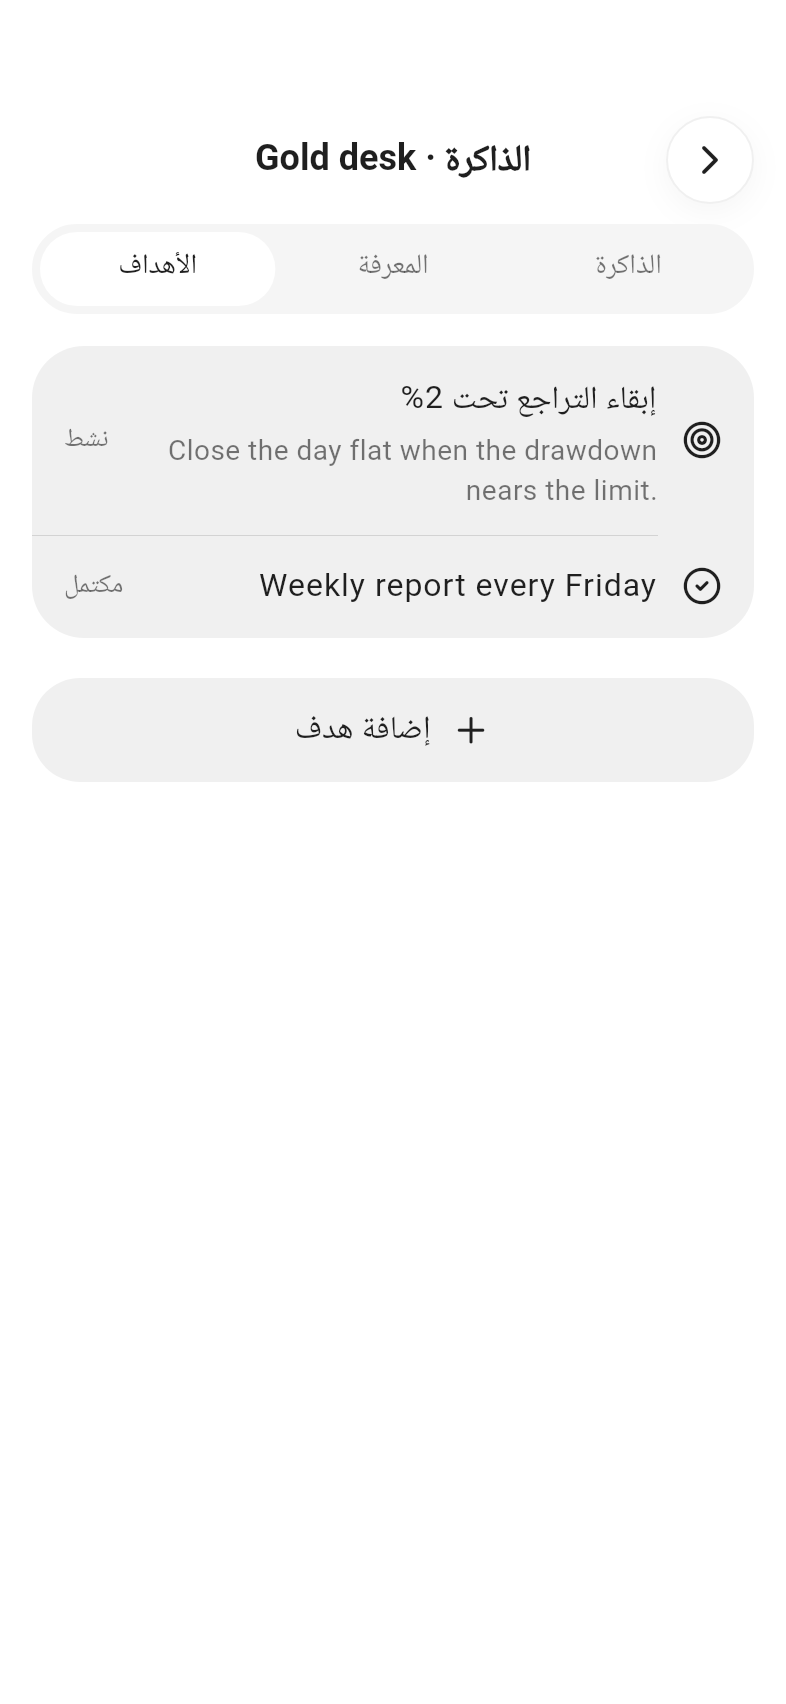 الذاكرة · Gold desk
الذاكرة
المعرفة
الأهداف
إبقاء التراجع تحت 2%
Close the day flat when the drawdown
nears the limit.
نشط
Weekly report every Friday
مكتمل
إضافة هدف